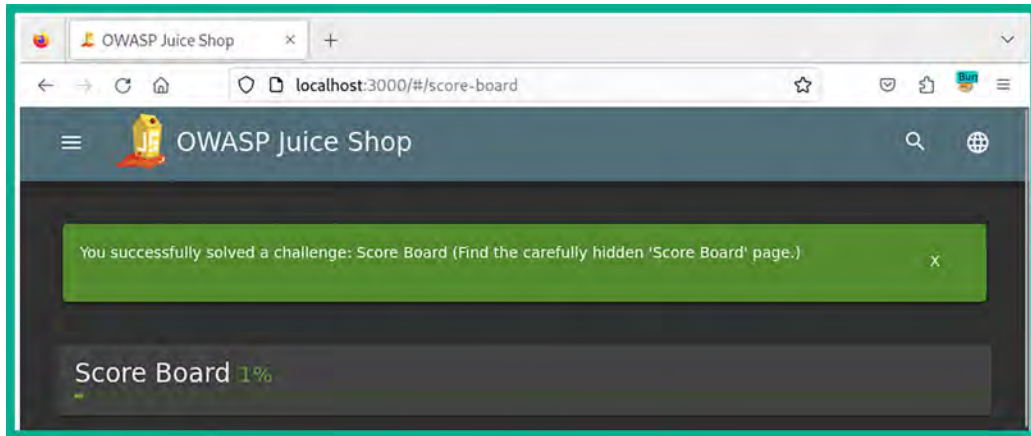 OWASP Juice Shop
localhost:3000/#/score-board
OWASP Juice Shop
You successfully solved a challenge: Score Board (Find the carefully hidden 'Score Board' page.)
X
Score Board 1%